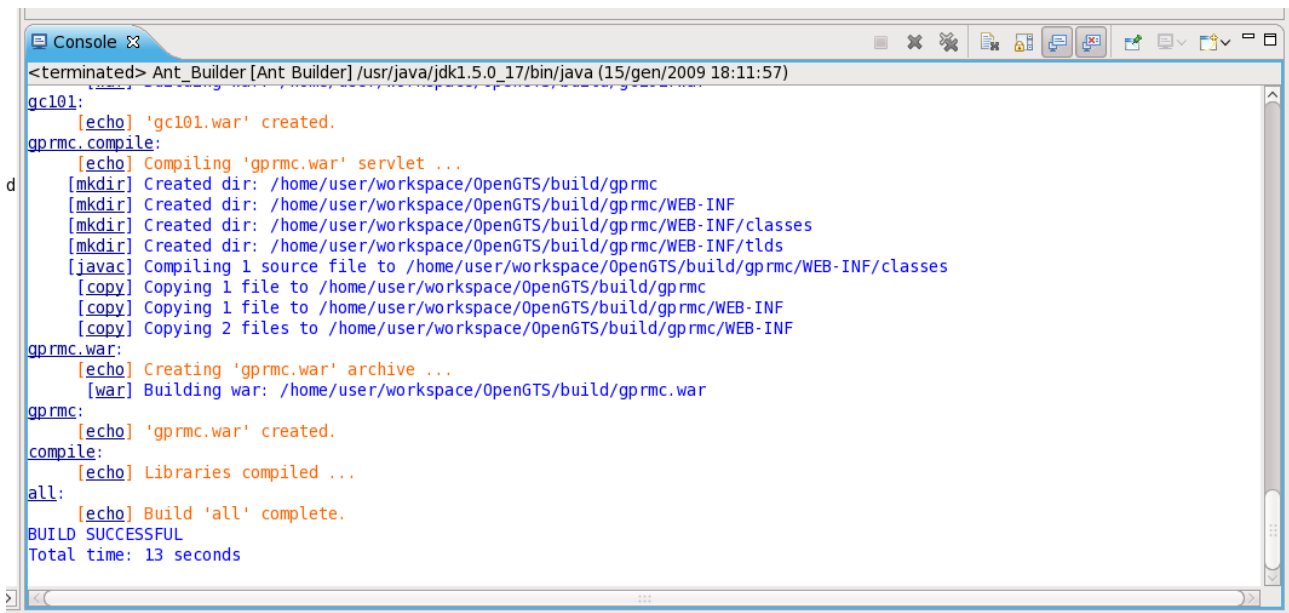 Console
<terminated> Ant_Builder [Ant Builder] /usr/java/jdk1.5.0_17/bin/java (15/gen/2009 18:11:57)
gc101:
[echo] 'gc101.war' created.
gprmc.compile:
[echo] Compiling 'gprmc.war' servlet ...
d
[mkdir] Created dir: /home/user/workspace/OpenGTS/build/gprmc
[mkdir] Created dir: /home/user/workspace/OpenGTS/build/gprmc/WEB-INF
[mkdir] Created dir: /home/user/workspace/OpenGTS/build/gprmc/WEB-INF/classes
[mkdir] Created dir: /home/user/workspace/OpenGTS/build/gprmc/WEB-INF/tlds
[javac] Compiling 1 source file to /home/user/workspace/OpenGTS/build/gprmc/WEB-INF/classes
[copy] Copying 1 file to /home/user/workspace/OpenGTS/build/gprmc
[copy] Copying 1 file to /home/user/workspace/OpenGTS/build/gprmc/WEB-INF
[copy] Copying 2 files to /home/user/workspace/OpenGTS/build/gprmc/WEB-INF
gprmc.war:
[echo] Creating 'gprmc.war' archive ...
[war] Building war: /home/user/workspace/OpenGTS/build/gprmc.war
gprmc:
[echo] 'gprmc.war' created.
compile:
[echo] Libraries compiled ...
all:
[echo] Build 'all' complete.
BUILD SUCCESSFUL
Total time: 13 seconds